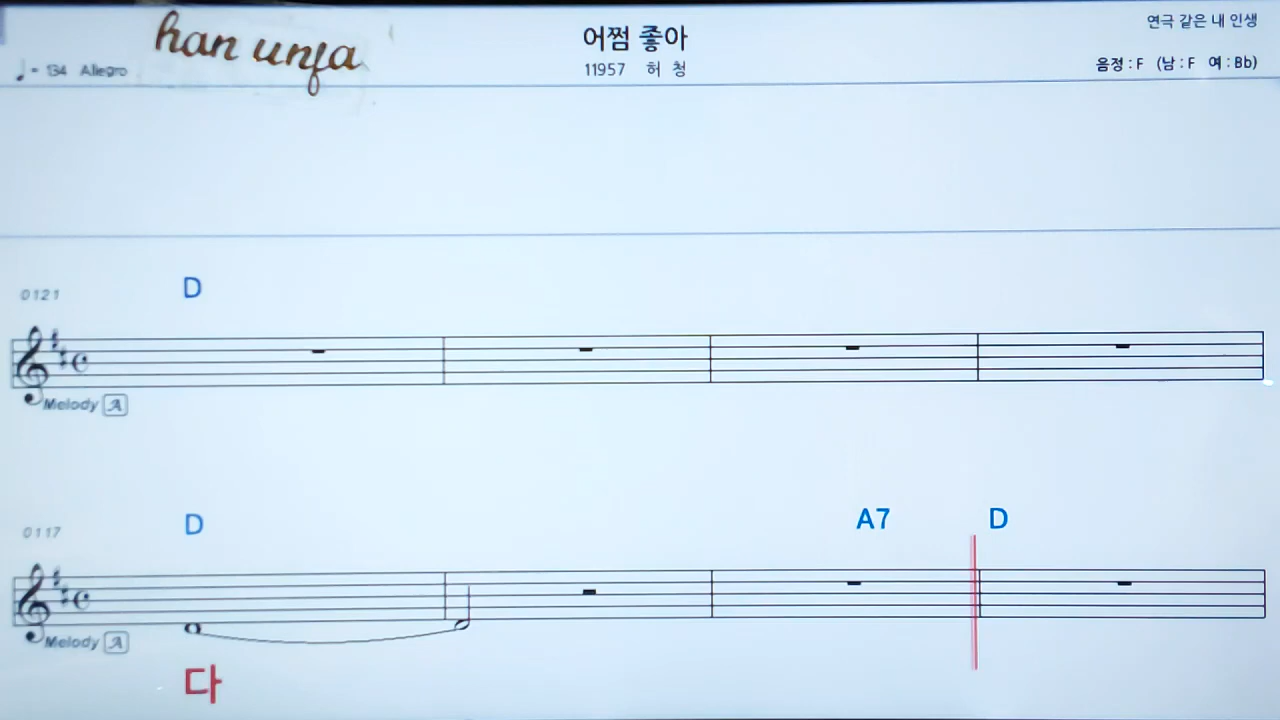 han unfa
어쩜 좋아
연극 같은 내 인생
♩ = 134 Allegro
11957 허 청
음정 : F (남 : F 여 : Bb)
0121
D
Melody A
0117
D A7 D
Melody A
다